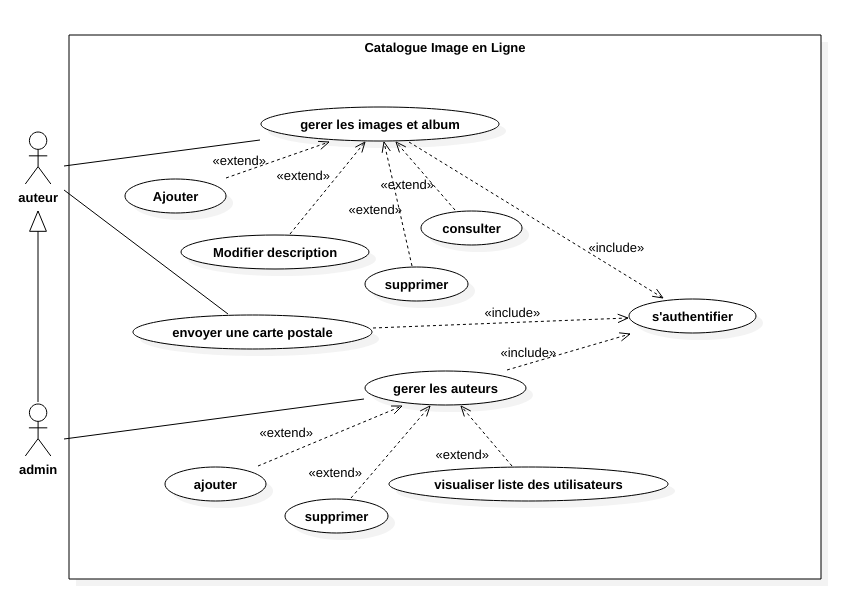 Catalogue Image en Ligne
gerer les images et album
auteur
«extend»
«extend»
«extend»
«extend»
Ajouter
Modifier description
consulter
supprimer
«include»
envoyer une carte postale
«include»
s'authentifier
«include»
gerer les auteurs
admin
«extend»
«extend»
«extend»
ajouter
supprimer
visualiser liste des utilisateurs